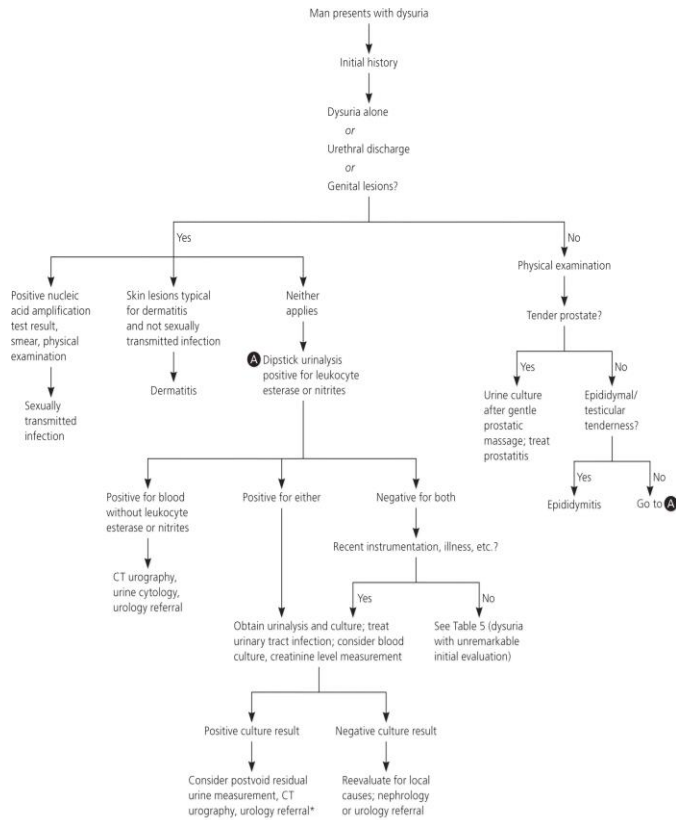 Man presents with dysuria
Initial history
Dysuria alone
or
Urethral discharge
or
Genital lesions?
Yes
No
Positive nucleic
acid amplification
test result,
smear, physical
examination
Sexually
transmitted
infection
Skin lesions typical
for dermatitis
and not sexually
transmitted infection
Dermatitis
Neither
applies
A Dipstick urinalysis
positive for leukocyte
esterase or nitrites
Physical examination
Tender prostate?
Yes
No
Urine culture
after gentle
prostatic
massage; treat
prostatitis
Epididymal/
testicular
tenderness?
Yes
No
Epididymitis
Go to A
Positive for blood
without leukocyte
esterase or nitrites
CT urography,
urine cytology,
urology referral
Positive for either
Negative for both
Recent instrumentation, illness, etc.?
Yes
No
Obtain urinalysis and culture; treat
urinary tract infection; consider blood
culture, creatinine level measurement
See Table 5 (dysuria
with unremarkable
initial evaluation)
Positive culture result
Negative culture result
Consider postvoid residual
urine measurement, CT
urography, urology referral*
Reevaluate for local
causes; nephrology
or urology referral